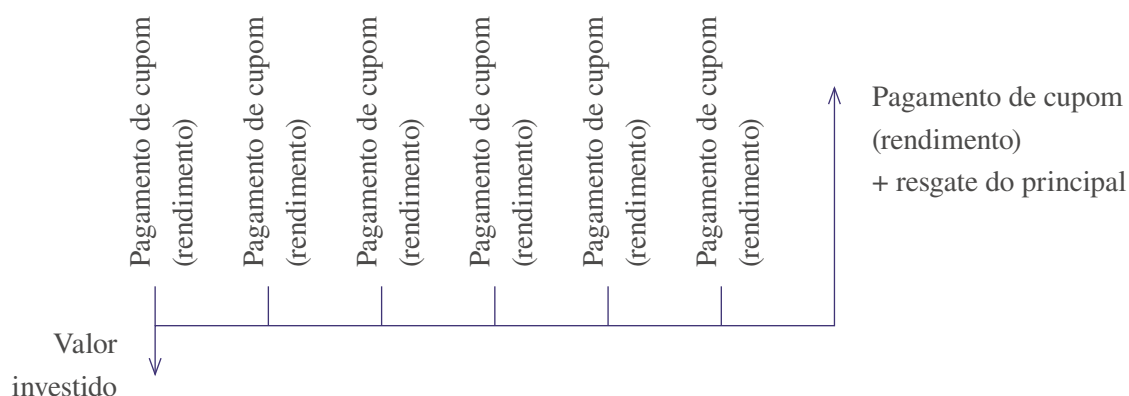 Pagamento de cupom
(rendimento)
Pagamento de cupom
(rendimento)
Pagamento de cupom
(rendimento)
Pagamento de cupom
(rendimento)
Pagamento de cupom
(rendimento)
Pagamento de cupom
(rendimento)
Pagamento de cupom
(rendimento)
+ resgate do principal
Valor
investido